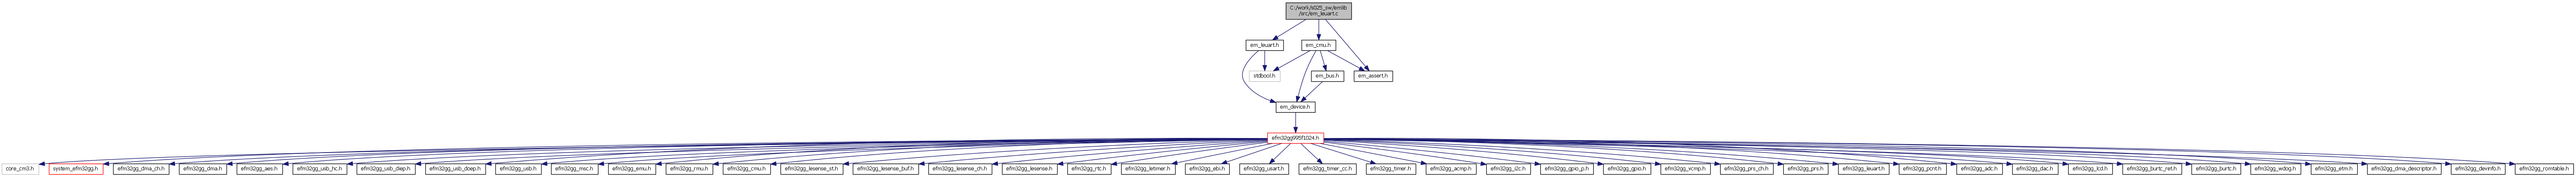 C:/work/s025_sw/emlib
/src/em_leuart.c
em_leuart.h
em_cmu.h
stdbool.h
em_bus.h
em_assert.h
em_device.h
efm32gg995f1024.h
core_cm3.h
system_efm32gg.h
efm32gg_dma_ch.h
efm32gg_dma.h
efm32gg_aes.h
efm32gg_usb_hc.h
efm32gg_usb_diep.h
efm32gg_usb_doep.h
efm32gg_usb.h
efm32gg_msc.h
efm32gg_emu.h
efm32gg_rmu.h
efm32gg_cmu.h
efm32gg_lesense_st.h
efm32gg_lesense_buf.h
efm32gg_lesense_ch.h
efm32gg_lesense.h
efm32gg_rtc.h
efm32gg_letimer.h
efm32gg_ebi.h
efm32gg_usart.h
efm32gg_timer_cc.h
efm32gg_timer.h
efm32gg_acmp.h
efm32gg_i2c.h
efm32gg_gpio_p.h
efm32gg_gpio.h
efm32gg_vcmp.h
efm32gg_prs_ch.h
efm32gg_prs.h
efm32gg_leuart.h
efm32gg_pcnt.h
efm32gg_adc.h
efm32gg_dac.h
efm32gg_lcd.h
efm32gg_burtc_ret.h
efm32gg_burtc.h
efm32gg_wdog.h
efm32gg_etm.h
efm32gg_dma_descriptor.h
efm32gg_devinfo.h
efm32gg_romtable.h